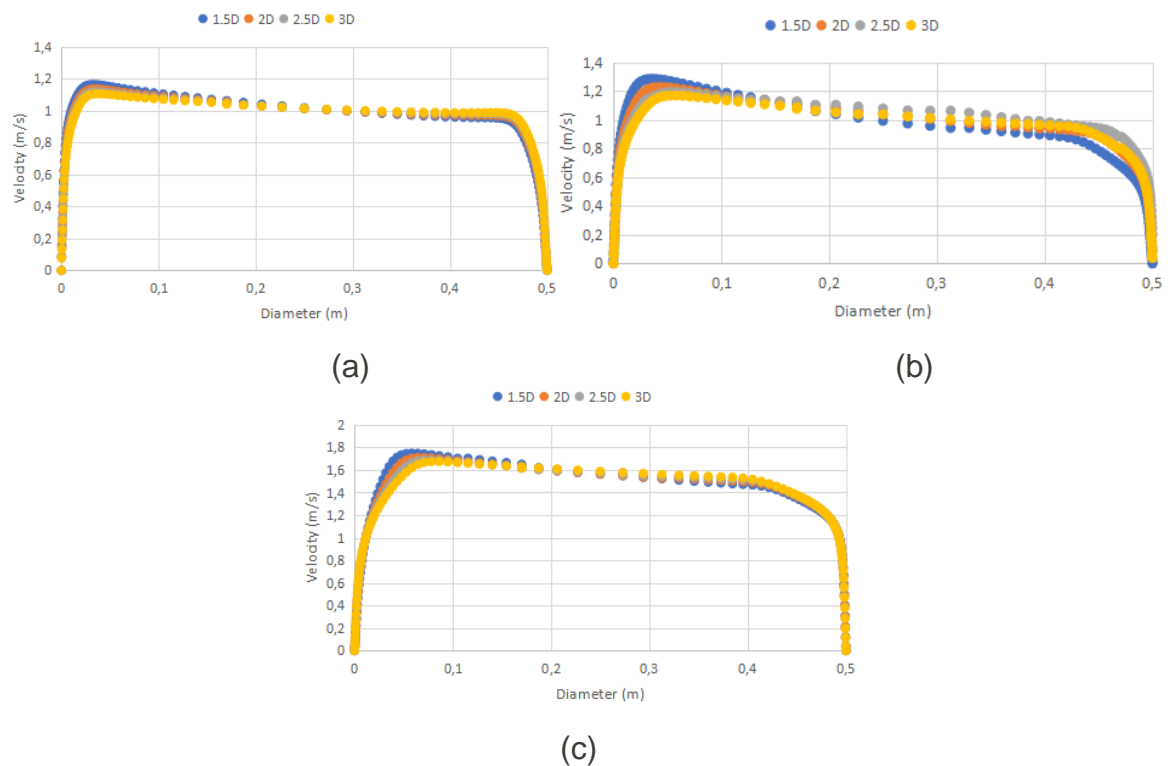 1.5D 2D 2.5D 3D
1,4
1,2
1
0,8
0,6
0,4
0,2
0
Velocity (m/s)
0 0,1 0,2 0,3 0,4 0,5
Diameter (m)
(a)
1.5D 2D 2.5D 3D
1,4
1,2
1
0,8
0,6
0,4
0,2
0
Velocity (m/s)
0 0,1 0,2 0,3 0,4 0,5
Diameter (m)
(b)
1.5D 2D 2.5D 3D
2
1,8
1,6
1,4
1,2
1
0,8
0,6
0,4
0,2
0
Velocity (m/s)
0 0,1 0,2 0,3 0,4 0,5
Diameter (m)
(c)